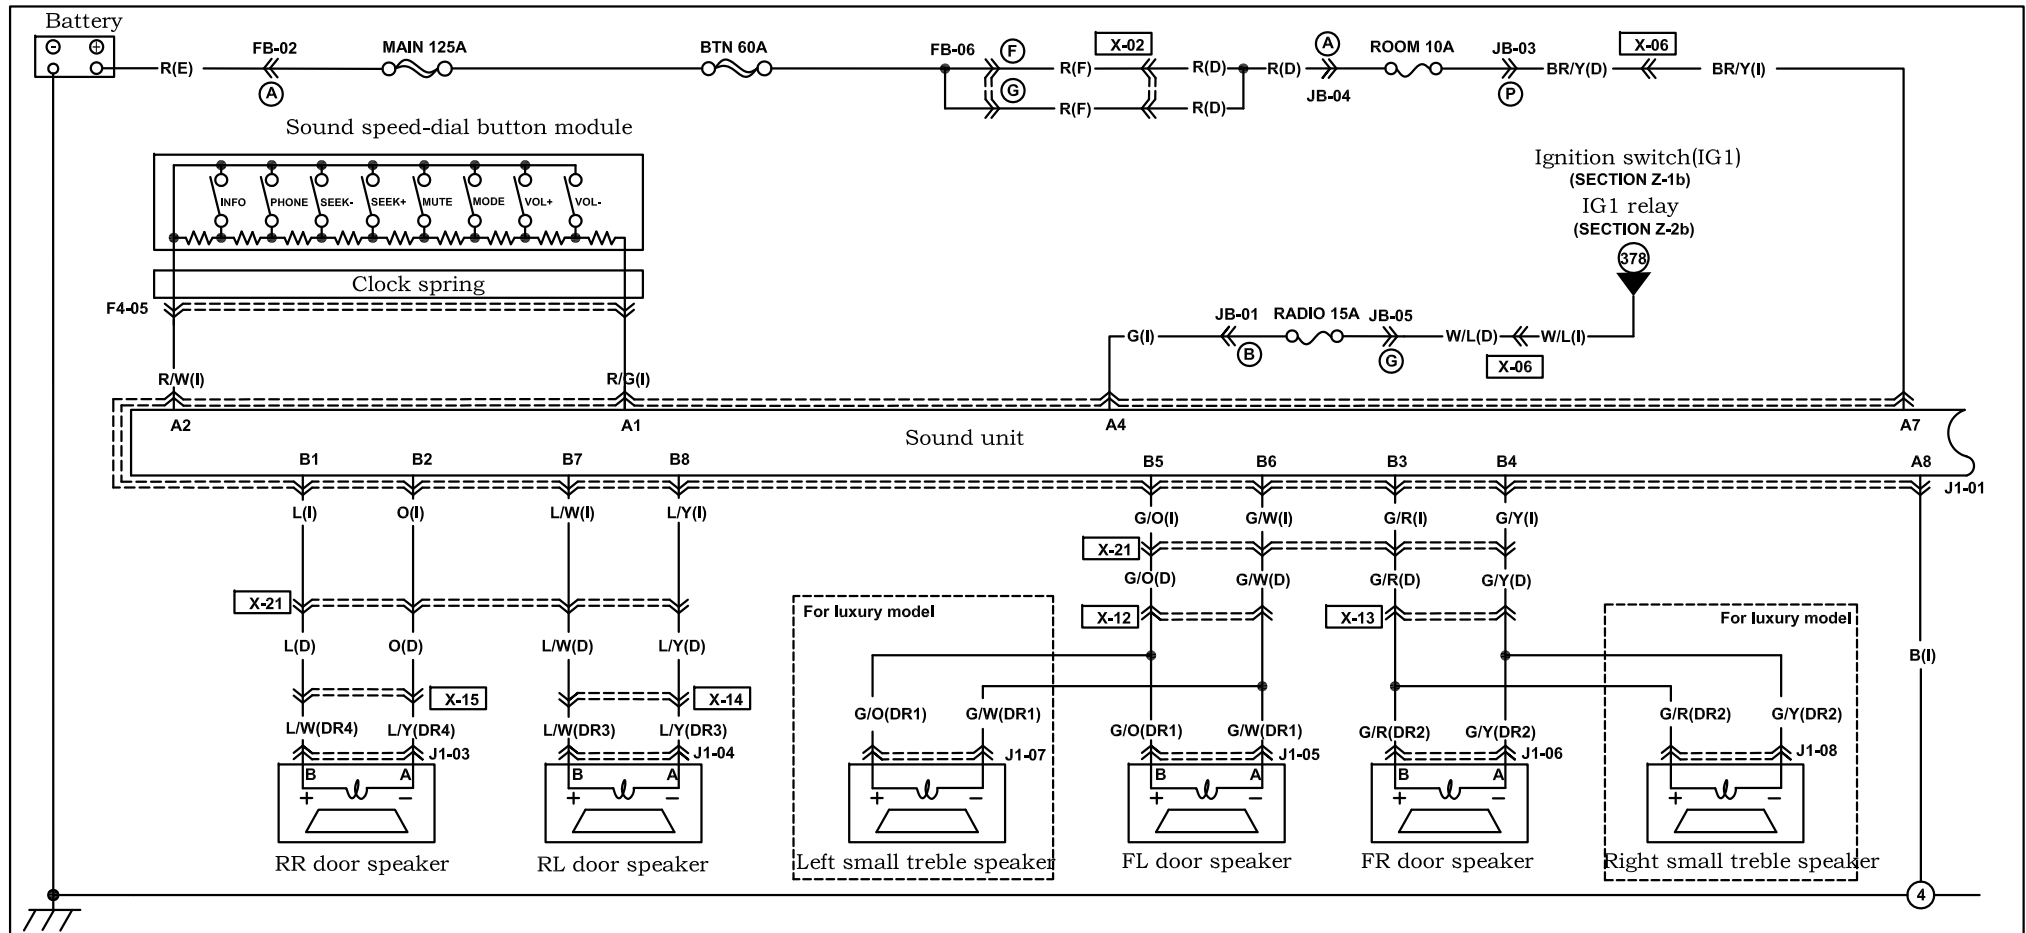 Battery
R(E)
FB-02
A
MAIN 125A
BTN 60A
FB-06
F
G
R(F)
R(F)
X-02
R(D)
R(D)
R(D)
A
JB-04
ROOM 10A
JB-03
P
BR/Y(D)
X-06
BR/Y(I)
Sound speed-dial button module
INFO
PHONE
SEEK-
SEEK+
MUTE
MODE
VOL+
VOL-
Clock spring
F4-05
Ignition switch(IG1)
(SECTION Z-1b)
IG1 relay
(SECTION Z-2b)
378
G(I)
JB-01
B
RADIO 15A
JB-05
G
W/L(D)
X-06
W/L(I)
R/W(I)
R/G(I)
A2
A1
A4
A7
Sound unit
B1
B2
B7
B8
B5
B6
B3
B4
A8
J1-01
L(I)
O(I)
L/W(I)
L/Y(I)
G/O(I)
G/W(I)
G/R(I)
G/Y(I)
X-21
X-21
G/O(D)
G/W(D)
G/R(D)
G/Y(D)
L(D)
O(D)
L/W(D)
L/Y(D)
For luxury model
X-12
X-13
For luxury model
B(I)
X-15
X-14
L/W(DR4)
L/Y(DR4)
L/W(DR3)
L/Y(DR3)
G/O(DR1)
G/W(DR1)
G/O(DR1)
G/W(DR1)
G/R(DR2)
G/Y(DR2)
G/R(DR2)
G/Y(DR2)
J1-03
J1-04
J1-07
J1-05
J1-06
J1-08
B
A
B
A
B
A
B
A
+
−
+
−
+
−
+
−
+
−
+
−
RR door speaker
RL door speaker
Left small treble speaker
FL door speaker
FR door speaker
Right small treble speaker
4